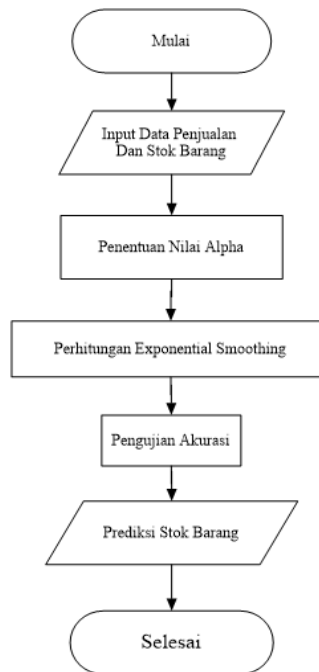 Mulai
Input Data Penjualan
Dan Stok Barang
Penentuan Nilai Alpha
Perhitungan Exponential Smoothing
Pengujian Akurasi
Prediksi Stok Barang
Selesai